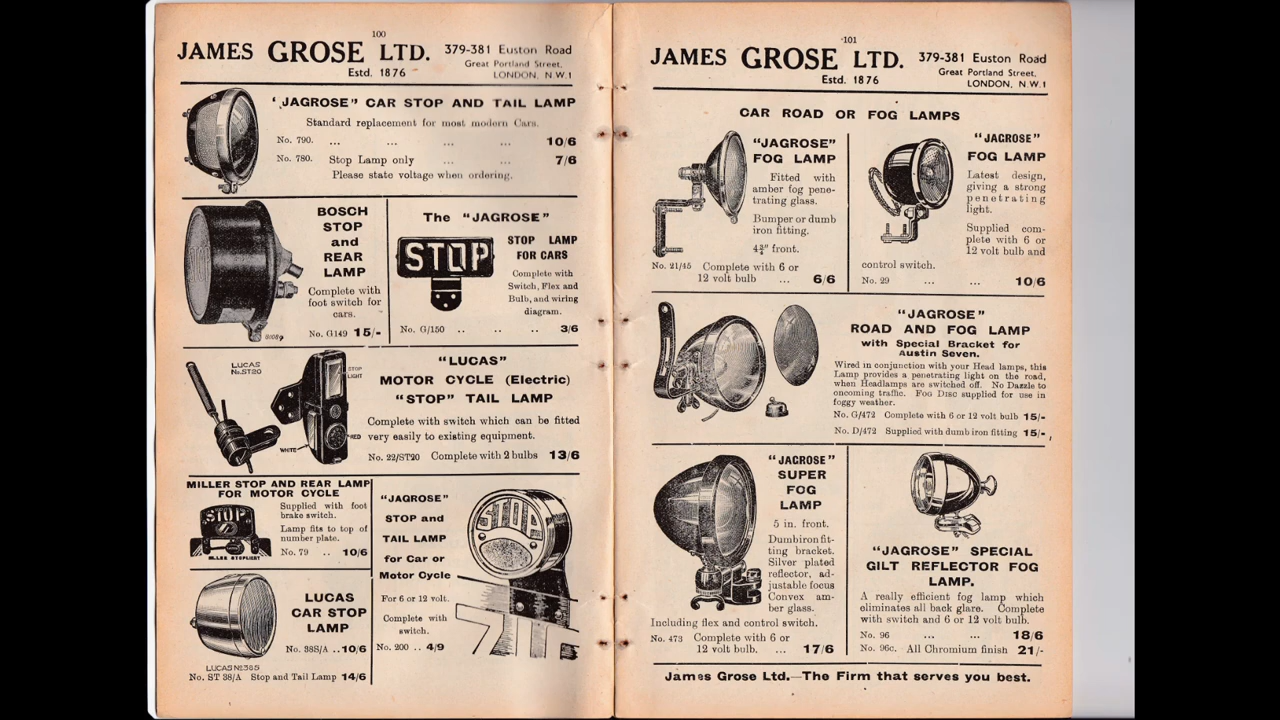 100
JAMES GROSE LTD. 379-381 Euston Road
Estd. 1876 Great Portland Street,
LONDON, N.W.1
'JAGROSE" CAR STOP AND TAIL LAMP
Standard replacement for most modern Cars.
No. 790. ... ... ... ... 10/6
No. 780. Stop Lamp only ... ... 7/6
Please state voltage when ordering.
BOSCH
STOP
and
REAR
LAMP
Complete with
foot switch for
cars.
No. G149 15/-
The "JAGROSE"
STOP
STOP LAMP
FOR CARS
Complete with
Switch, Flex and
Bulb, and wiring
diagram.
No. G/150 .. .. .. 3/6
LUCAS
No.ST20
STOP
LIGHT
RED
WHITE
"LUCAS"
MOTOR CYCLE (Electric)
"STOP" TAIL LAMP
Complete with switch which can be fitted
very easily to existing equipment.
No. 22/ST20 Complete with 2 bulbs 13/6
MILLER STOP AND REAR LAMP
FOR MOTOR CYCLE
STOP
MILLER STOPLIGHT
Supplied with foot
brake switch.
Lamp fits to top of
number plate.
No. 79 .. 10/6
LUCAS
CAR STOP
LAMP
No. 38S/A .. 10/6
LUCAS No.38S
No. ST 38/A Stop and Tail Lamp 14/6
"JAGROSE"
STOP and
TAIL LAMP
for Car or
Motor Cycle
For 6 or 12 volt.
Complete with
switch.
No. 200 .. 4/9
STOP
101
JAMES GROSE LTD. 379-381 Euston Road
Estd. 1876 Great Portland Street,
LONDON, N.W.1
CAR ROAD OR FOG LAMPS
"JAGROSE"
FOG LAMP
Fitted with
amber fog pene-
trating glass.
Bumper or dumb
iron fitting.
4¾" front.
No. 21/45 Complete with 6 or
12 volt bulb ... 6/6
"JAGROSE"
FOG LAMP
Latest design,
giving a strong
penetrating
light.
Supplied com-
plete with 6 or
12 volt bulb and
control switch.
No. 29 ... ... 10/6
"JAGROSE"
ROAD AND FOG LAMP
with Special Bracket for
Austin Seven.
Wired in conjunction with your Head lamps, this
Lamp provides a penetrating light on the road,
when Headlamps are switched off. No Dazzle to
oncoming traffic. Fog Disc supplied for use in
foggy weather.
No. G/472 Complete with 6 or 12 volt bulb 15/-
No. D/472 Supplied with dumb iron fitting 15/-
"JAGROSE"
SUPER
FOG
LAMP
5 in. front.
Dumbiron fit-
ting bracket.
Silver plated
reflector, ad-
justable focus
Convex am-
ber glass.
Including flex and control switch.
No. 473 Complete with 6 or
12 volt bulb. ... 17/6
"JAGROSE" SPECIAL
GILT REFLECTOR FOG
LAMP.
A really efficient fog lamp which
eliminates all back glare. Complete
with switch and 6 or 12 volt bulb.
No. 96 ... ... 18/6
No. 96c. All Chromium finish 21/-
James Grose Ltd.—The Firm that serves you best.